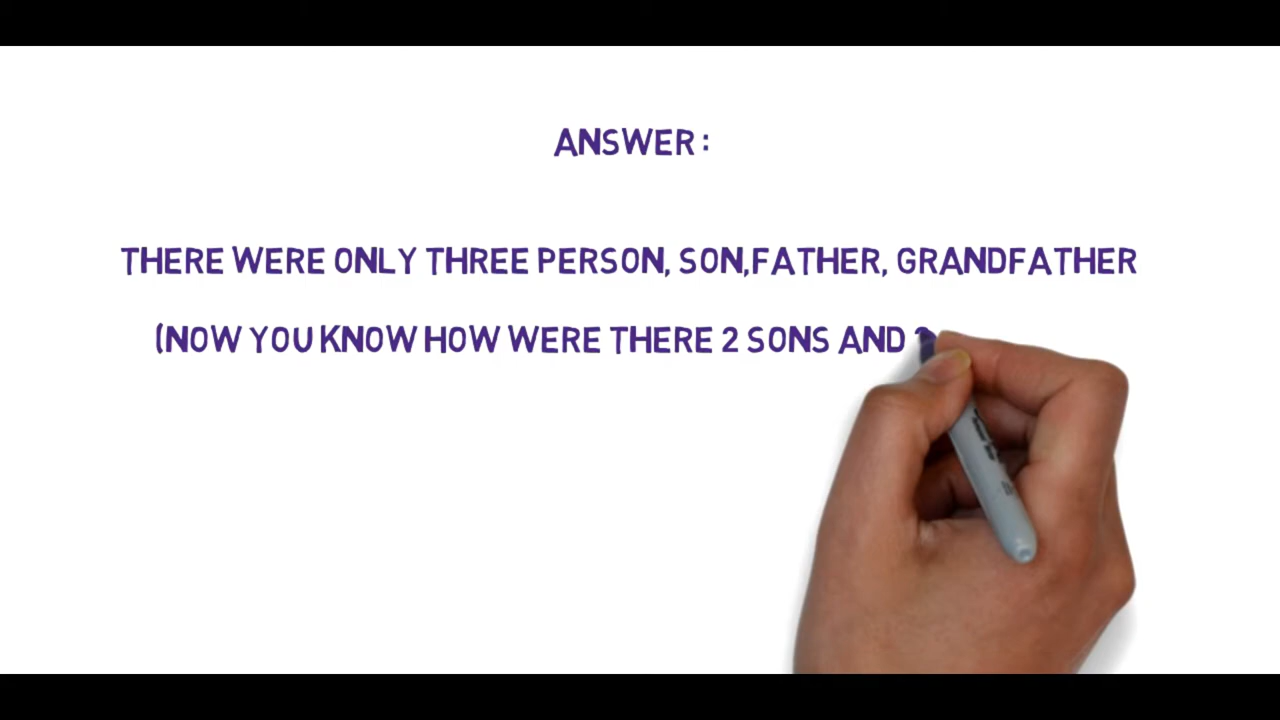 ANSWER :
THERE WERE ONLY THREE PERSON, SON,FATHER, GRANDFATHER
(NOW YOU KNOW HOW WERE THERE 2 SONS AND